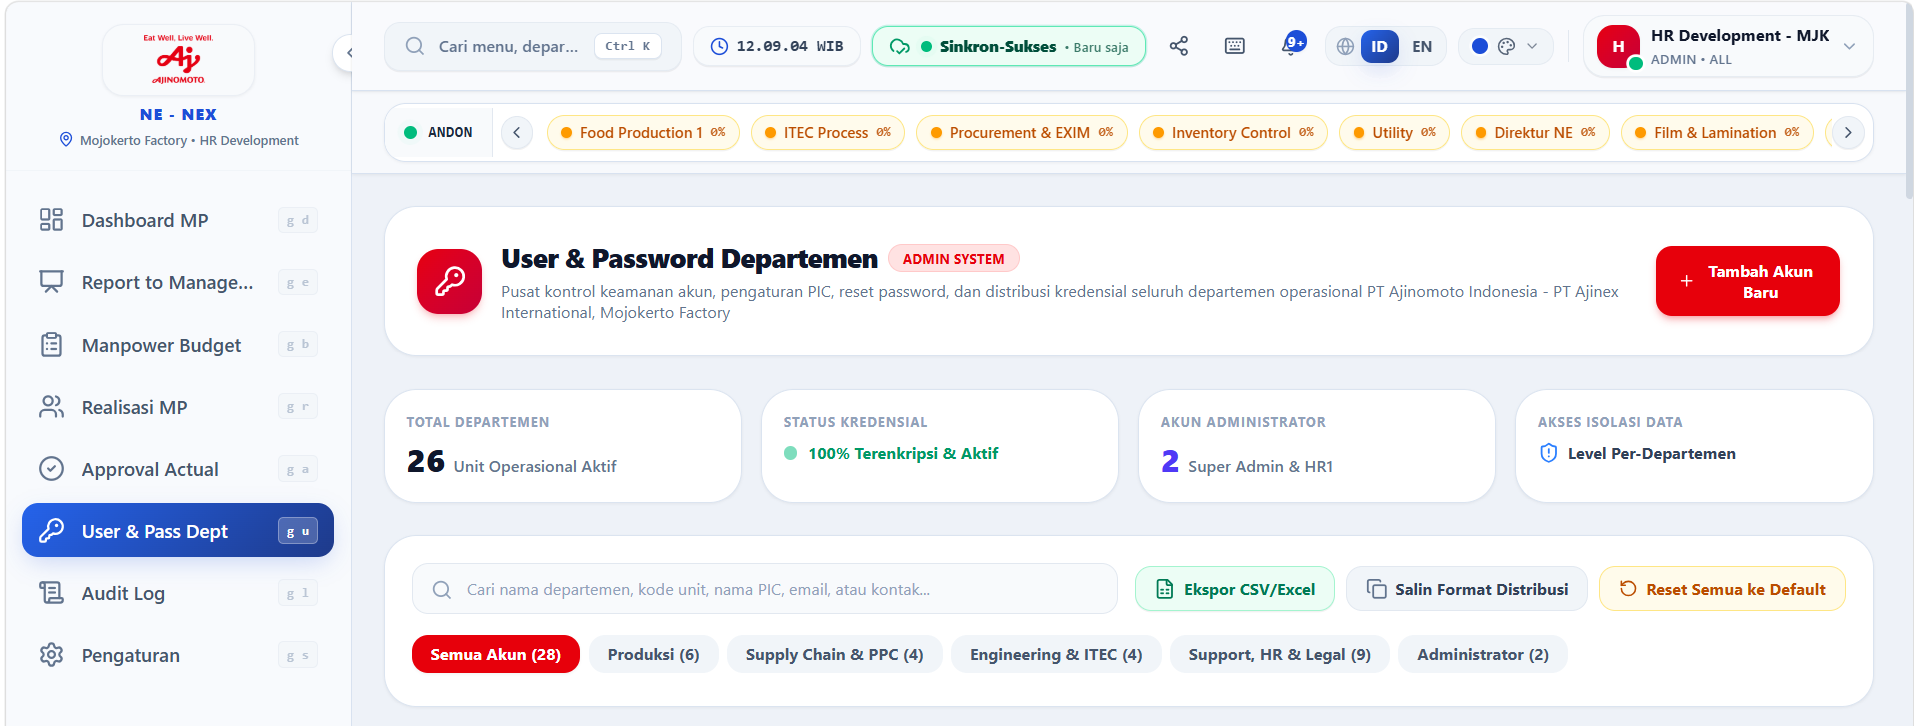 Eat Well. Live Well.
AJINOMOTO
NE - NEX
Mojokerto Factory • HR Development
Dashboard MP g d
Report to Manage... g e
Manpower Budget g b
Realisasi MP g r
Approval Actual g a
User & Pass Dept g u
Audit Log g l
Pengaturan g s
Cari menu, depar... Ctrl K
12.09.04 WIB
Sinkron-Sukses • Baru saja
9+
ID EN
H
HR Development - MJK
ADMIN • ALL
ANDON
Food Production 1 0%
ITEC Process 0%
Procurement & EXIM 0%
Inventory Control 0%
Utility 0%
Direktur NE 0%
Film & Lamination 0%
User & Password Departemen ADMIN SYSTEM
Pusat kontrol keamanan akun, pengaturan PIC, reset password, dan distribusi kredensial seluruh departemen operasional PT Ajinomoto Indonesia - PT Ajinex
International, Mojokerto Factory
+ Tambah Akun
Baru
TOTAL DEPARTEMEN
26 Unit Operasional Aktif
STATUS KREDENSIAL
100% Terenkripsi & Aktif
AKUN ADMINISTRATOR
2 Super Admin & HR1
AKSES ISOLASI DATA
Level Per-Departemen
Cari nama departemen, kode unit, nama PIC, email, atau kontak...
Ekspor CSV/Excel
Salin Format Distribusi
Reset Semua ke Default
Semua Akun (28)
Produksi (6)
Supply Chain & PPC (4)
Engineering & ITEC (4)
Support, HR & Legal (9)
Administrator (2)